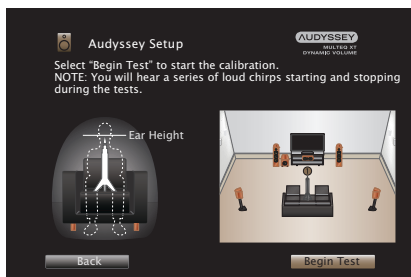 Audyssey Setup
AUDYSSEY
MULTEQ XT
DYNAMIC VOLUME
Select “Begin Test” to start the calibration.
NOTE: You will hear a series of loud chirps starting and stopping
during the tests.
Ear Height
Back
Begin Test